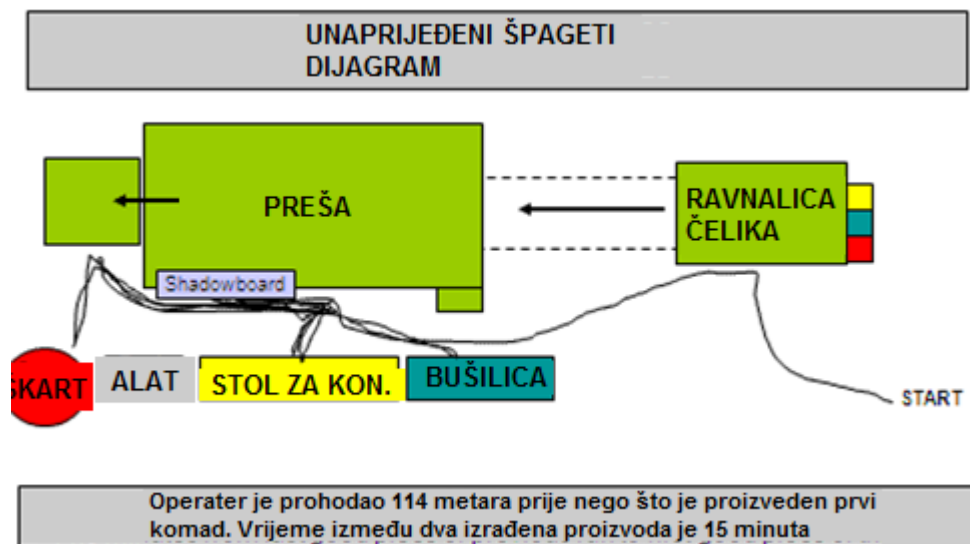 UNAPRIJEĐENI ŠPAGETI
DIJAGRAM
PREŠA
RAVNALICA
ČELIKA
Shadowboard
ŠKART
ALAT
STOL ZA KON.
BUŠILICA
START
Operater je prohodao 114 metara prije nego što je proizveden prvi
komad. Vrijeme između dva izrađena proizvoda je 15 minuta